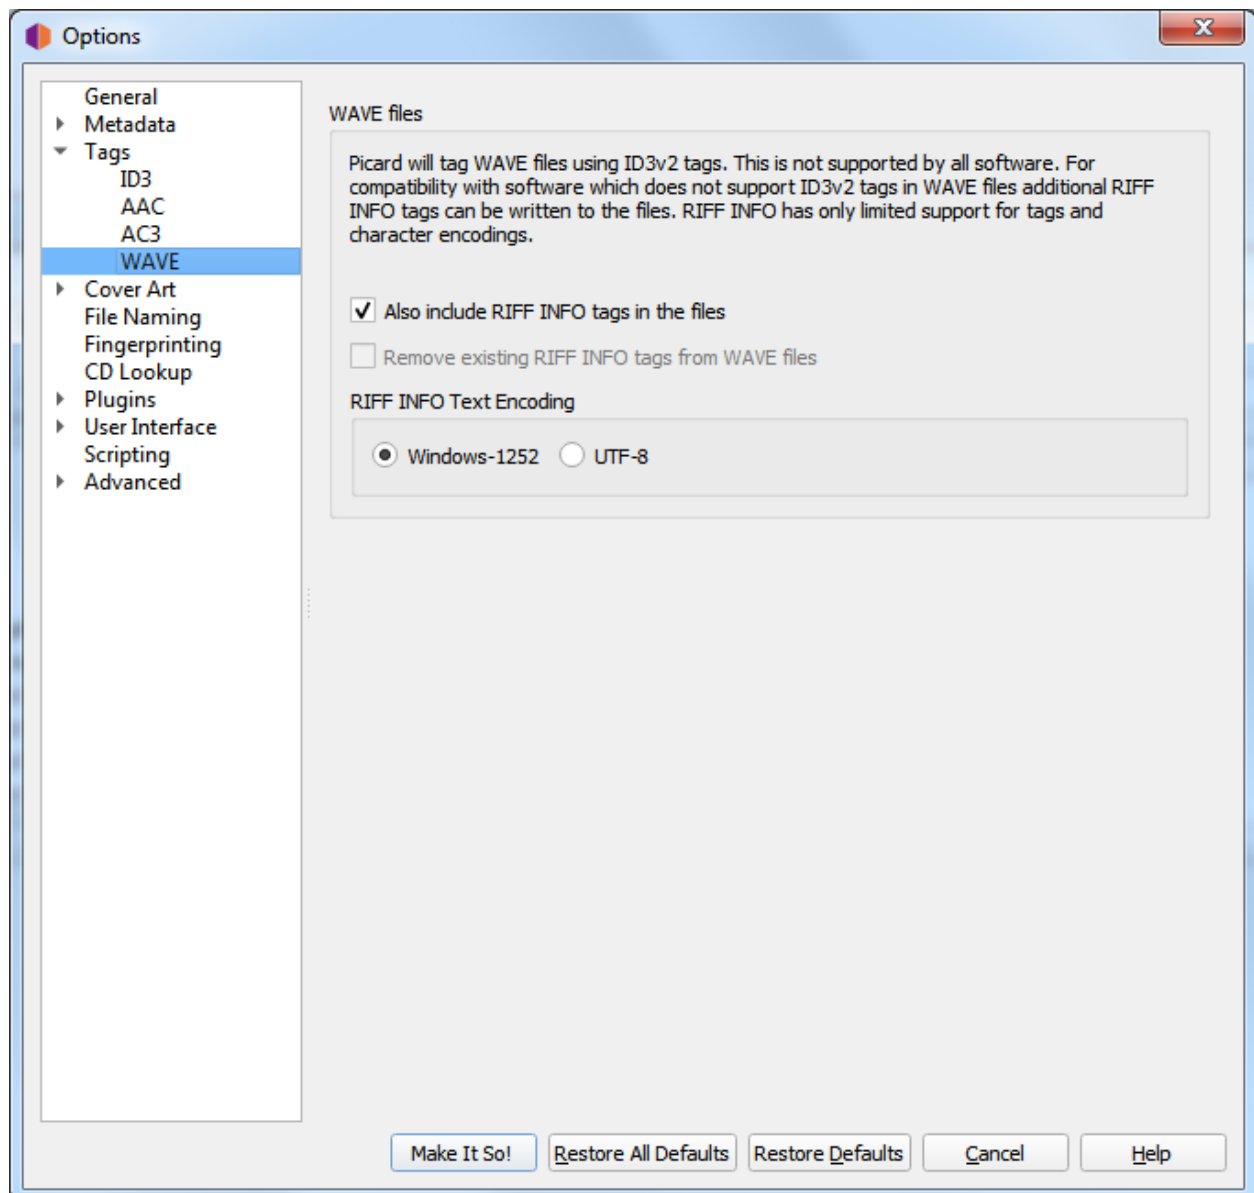 Options
General
Metadata
Tags
ID3
AAC
AC3
WAVE
Cover Art
File Naming
Fingerprinting
CD Lookup
Plugins
User Interface
Scripting
Advanced
WAVE files
Picard will tag WAVE files using ID3v2 tags. This is not supported by all software. For
compatibility with software which does not support ID3v2 tags in WAVE files additional RIFF
INFO tags can be written to the files. RIFF INFO has only limited support for tags and
character encodings.
Also include RIFF INFO tags in the files
Remove existing RIFF INFO tags from WAVE files
RIFF INFO Text Encoding
Windows-1252 UTF-8
Make It So! Restore All Defaults Restore Defaults Cancel Help